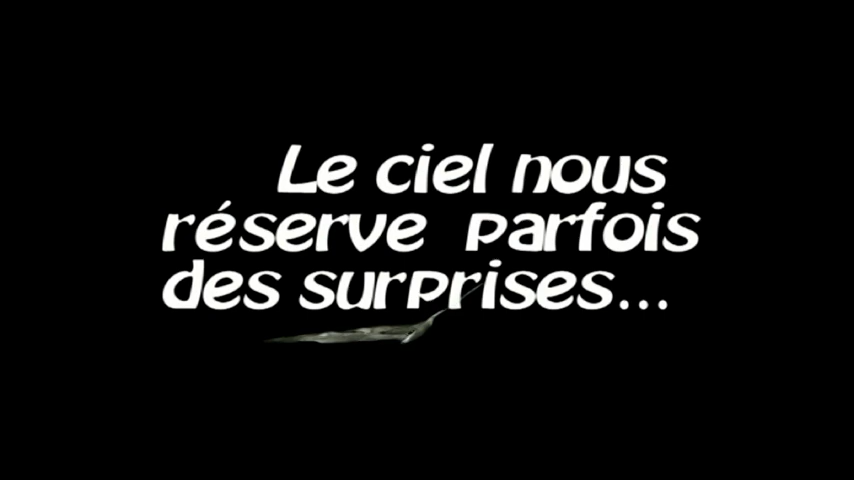 Le ciel nous
réserve parfois
des surprises...